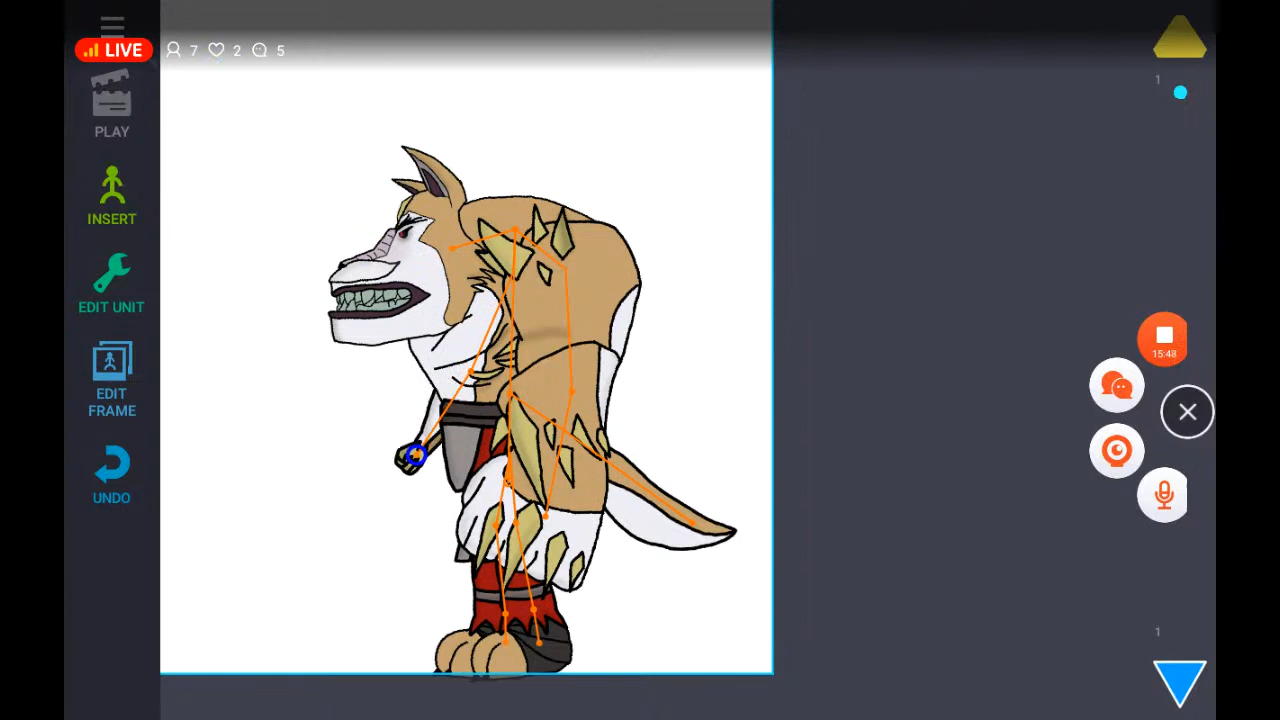 LIVE
7
2
5
PLAY
INSERT
EDIT UNIT
EDIT
FRAME
UNDO
1
15:48
1